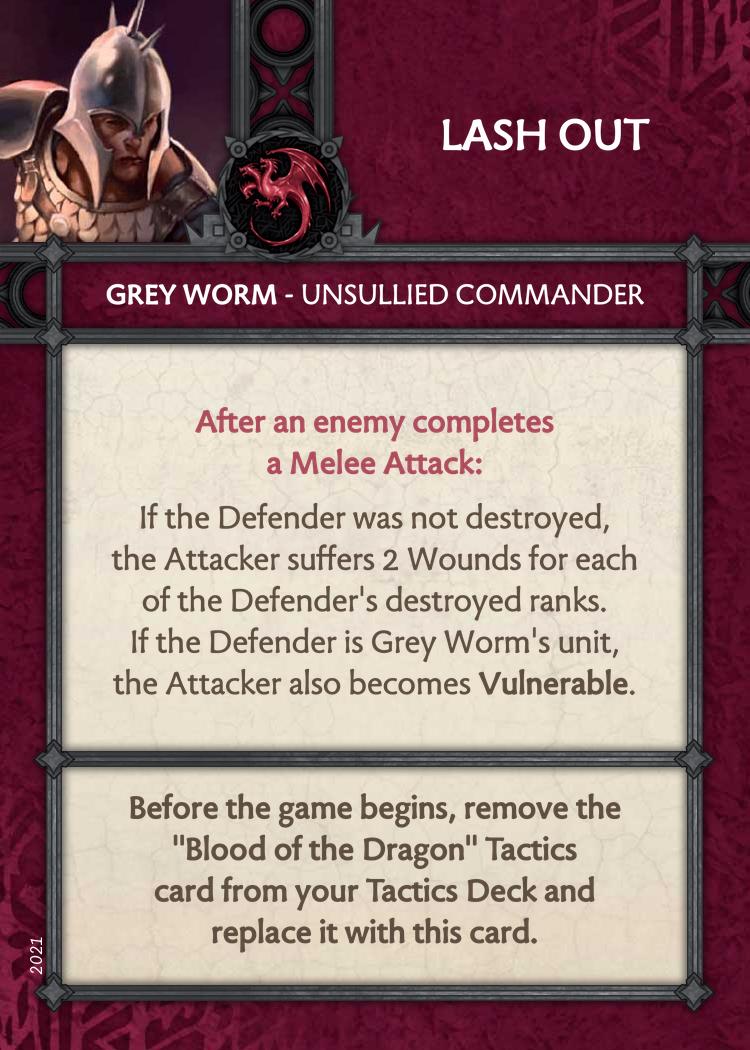 LASH OUT
GREY WORM - UNSULLIED COMMANDER
After an enemy completes
a Melee Attack:
If the Defender was not destroyed,
the Attacker suffers 2 Wounds for each
of the Defender's destroyed ranks.
If the Defender is Grey Worm's unit,
the Attacker also becomes Vulnerable.
Before the game begins, remove the
"Blood of the Dragon" Tactics
card from your Tactics Deck and
replace it with this card.
2021